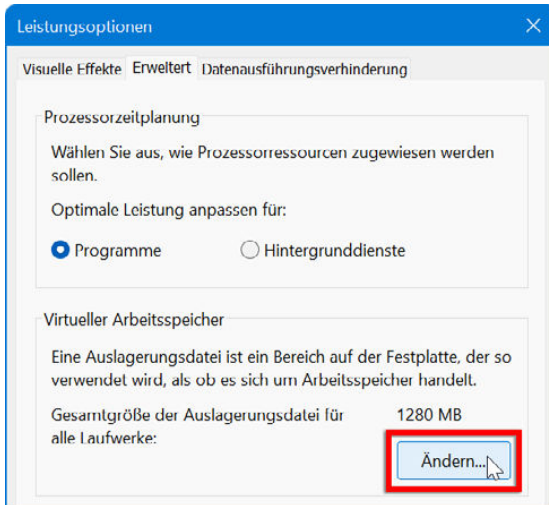 Leistungsoptionen
Visuelle Effekte Erweitert Datenausführungsverhinderung
Prozessorzeitplanung
Wählen Sie aus, wie Prozessorressourcen zugewiesen werden
sollen.
Optimale Leistung anpassen für:
Programme Hintergrunddienste
Virtueller Arbeitsspeicher
Eine Auslagerungsdatei ist ein Bereich auf der Festplatte, der so
verwendet wird, als ob es sich um Arbeitsspeicher handelt.
Gesamtgröße der Auslagerungsdatei für 1280 MB
alle Laufwerke:
Ändern...